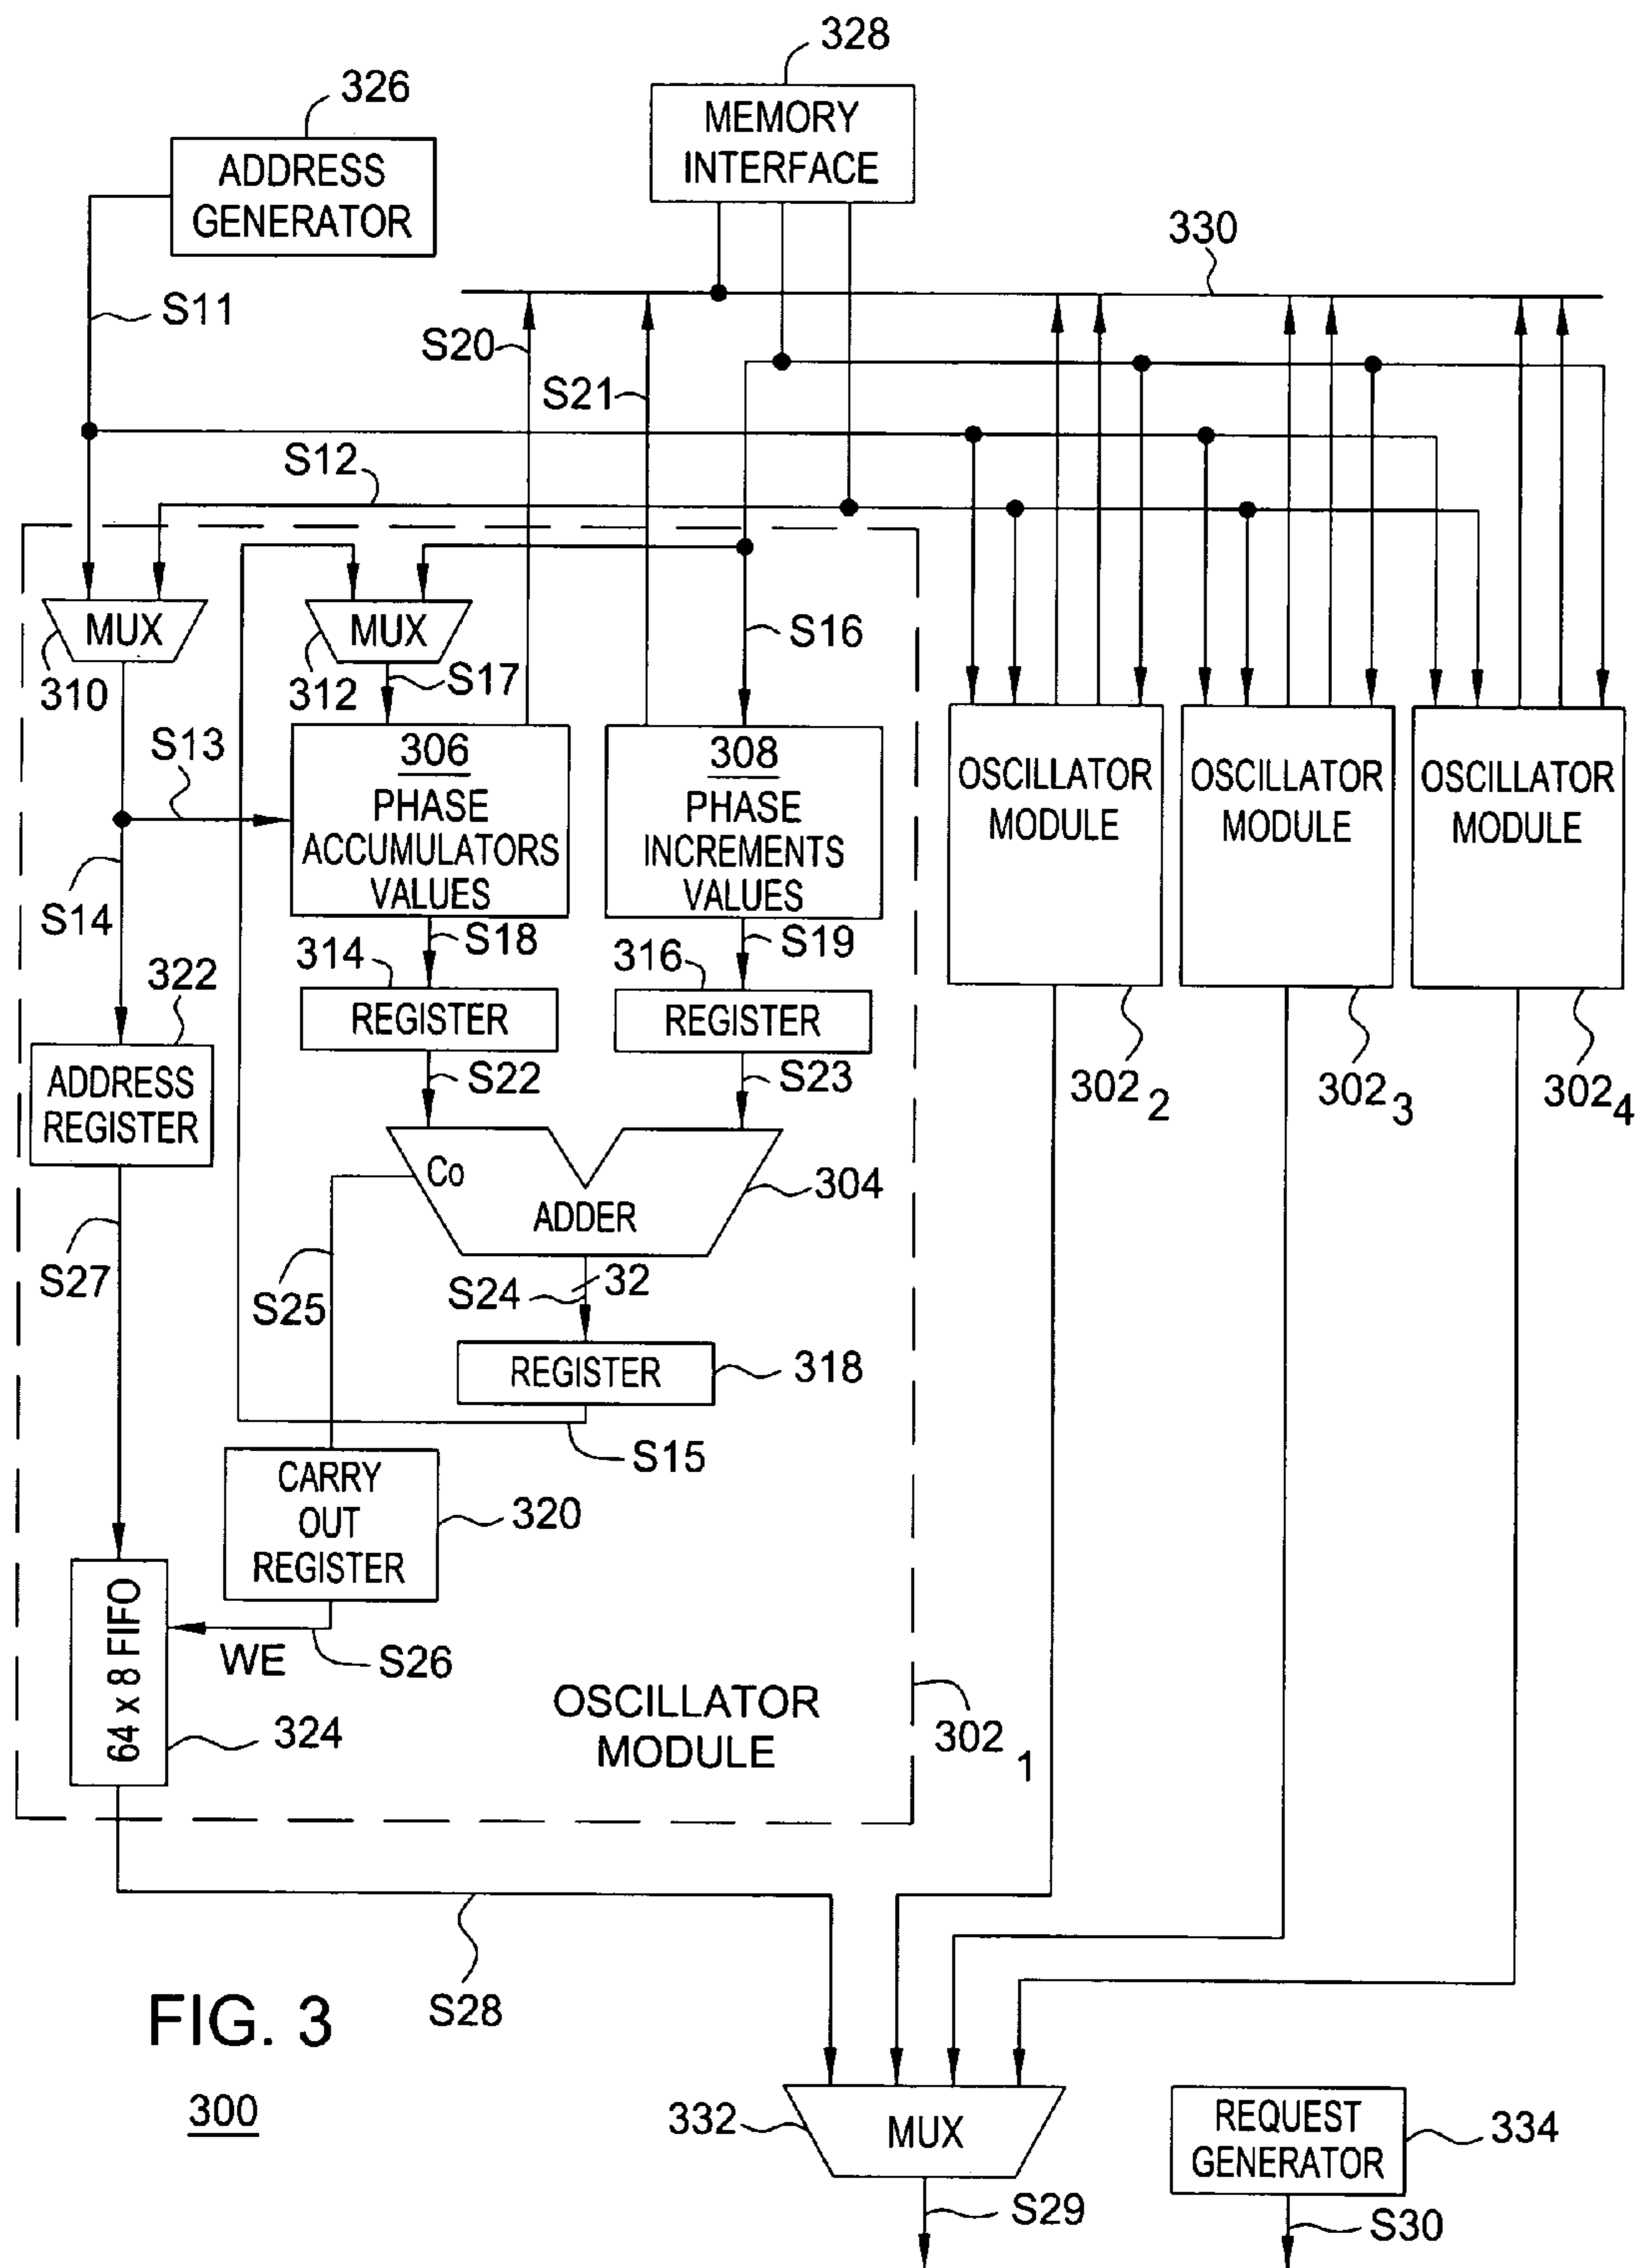 328
326
MEMORY
INTERFACE
ADDRESS
GENERATOR
330
S11
S20
S21
S12
MUX
MUX
S16
310
312
S17
S13
306
PHASE
ACCUMULATORS
VALUES
308
PHASE
INCREMENTS
VALUES
OSCILLATOR
MODULE
OSCILLATOR
MODULE
OSCILLATOR
MODULE
S14
S18
S19
314
316
322
REGISTER
REGISTER
ADDRESS
REGISTER
S22
S23
302 2
302 3
302 4
Co
ADDER
304
S27
S25
S24
32
REGISTER
318
S15
CARRY
OUT
REGISTER
320
64 x 8 FIFO
WE
S26
324
OSCILLATOR
MODULE
302 1
S28
FIG. 3
300
332
MUX
REQUEST
GENERATOR
334
S29
S30